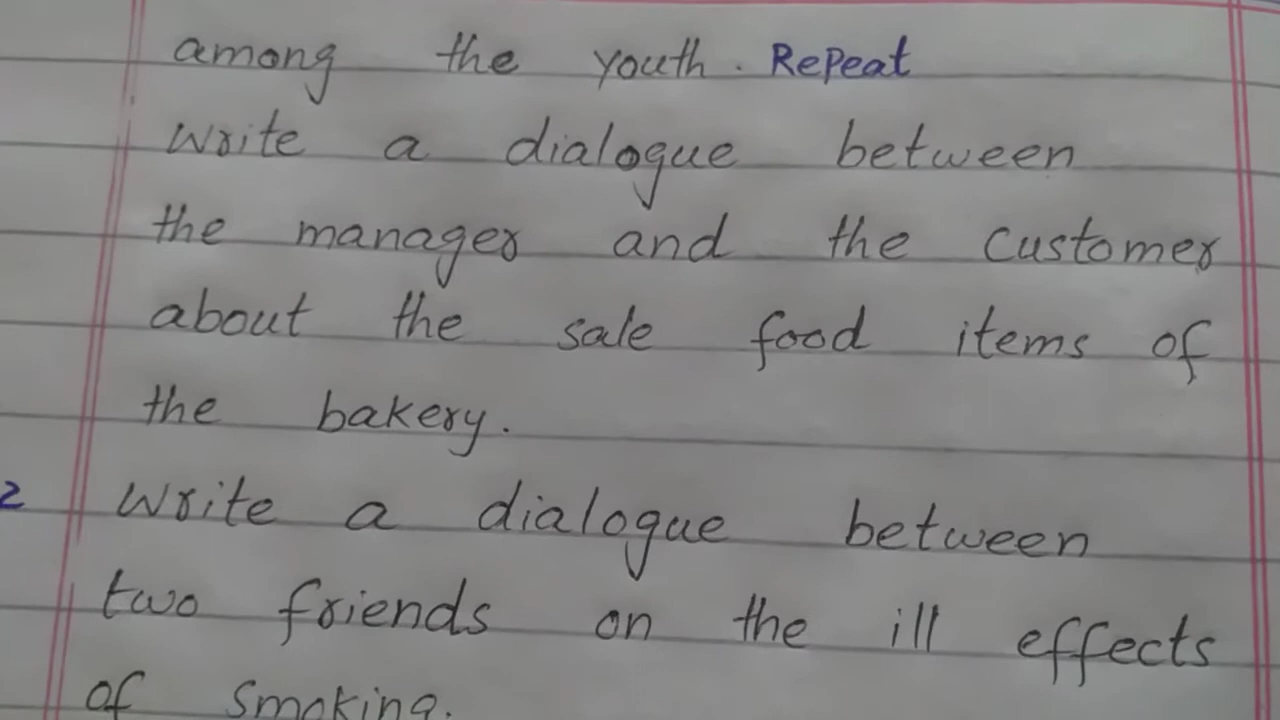 among the youth. Repeat
Write a dialogue between
the manager and the customer
about the sale food items of
the bakery.
2 Write a dialogue between
two friends on the ill effects
of smoking.